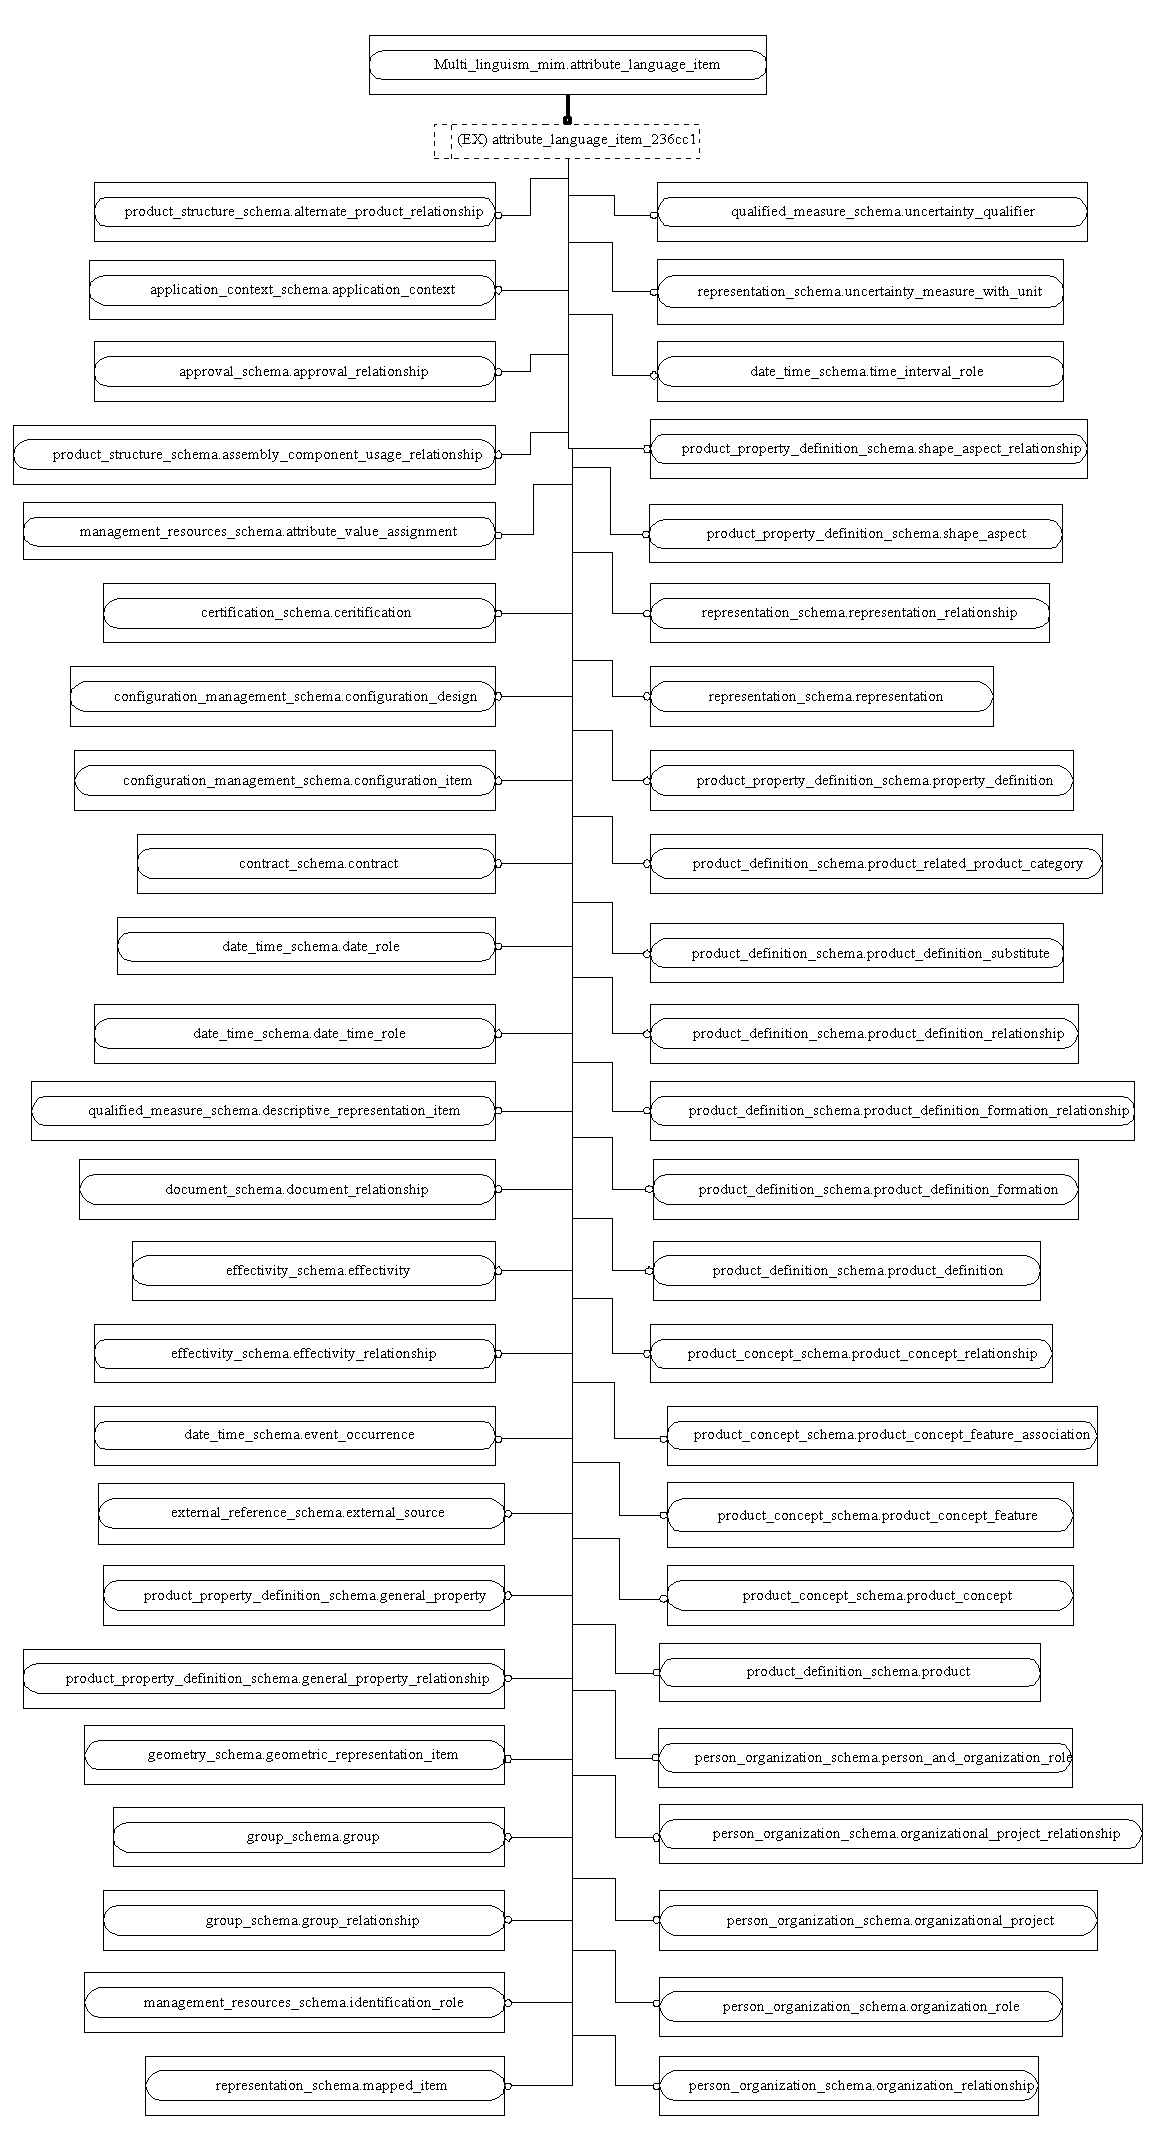 Multi_linguism_mim.attribute_language_item
(EX) attribute_language_item_236cc1
product_structure_schema.alternate_product_relationship
qualified_measure_schema.uncertainty_qualifier
application_context_schema.application_context
representation_schema.uncertainty_measure_with_unit
approval_schema.approval_relationship
date_time_schema.time_interval_role
product_structure_schema.assembly_component_usage_relationship
product_property_definition_schema.shape_aspect_relationship
management_resources_schema.attribute_value_assignment
product_property_definition_schema.shape_aspect
certification_schema.ceritification
representation_schema.representation_relationship
configuration_management_schema.configuration_design
representation_schema.representation
configuration_management_schema.configuration_item
product_property_definition_schema.property_definition
contract_schema.contract
product_definition_schema.product_related_product_category
date_time_schema.date_role
product_definition_schema.product_definition_substitute
date_time_schema.date_time_role
product_definition_schema.product_definition_relationship
qualified_measure_schema.descriptive_representation_item
product_definition_schema.product_definition_formation_relationship
document_schema.document_relationship
product_definition_schema.product_definition_formation
effectivity_schema.effectivity
product_definition_schema.product_definition
effectivity_schema.effectivity_relationship
product_concept_schema.product_concept_relationship
date_time_schema.event_occurrence
product_concept_schema.product_concept_feature_association
external_reference_schema.external_source
product_concept_schema.product_concept_feature
product_property_definition_schema.general_property
product_concept_schema.product_concept
product_property_definition_schema.general_property_relationship
product_definition_schema.product
geometry_schema.geometric_representation_item
person_organization_schema.person_and_organization_role
group_schema.group
person_organization_schema.organizational_project_relationship
group_schema.group_relationship
person_organization_schema.organizational_project
management_resources_schema.identification_role
person_organization_schema.organization_role
representation_schema.mapped_item
person_organization_schema.organization_relationship